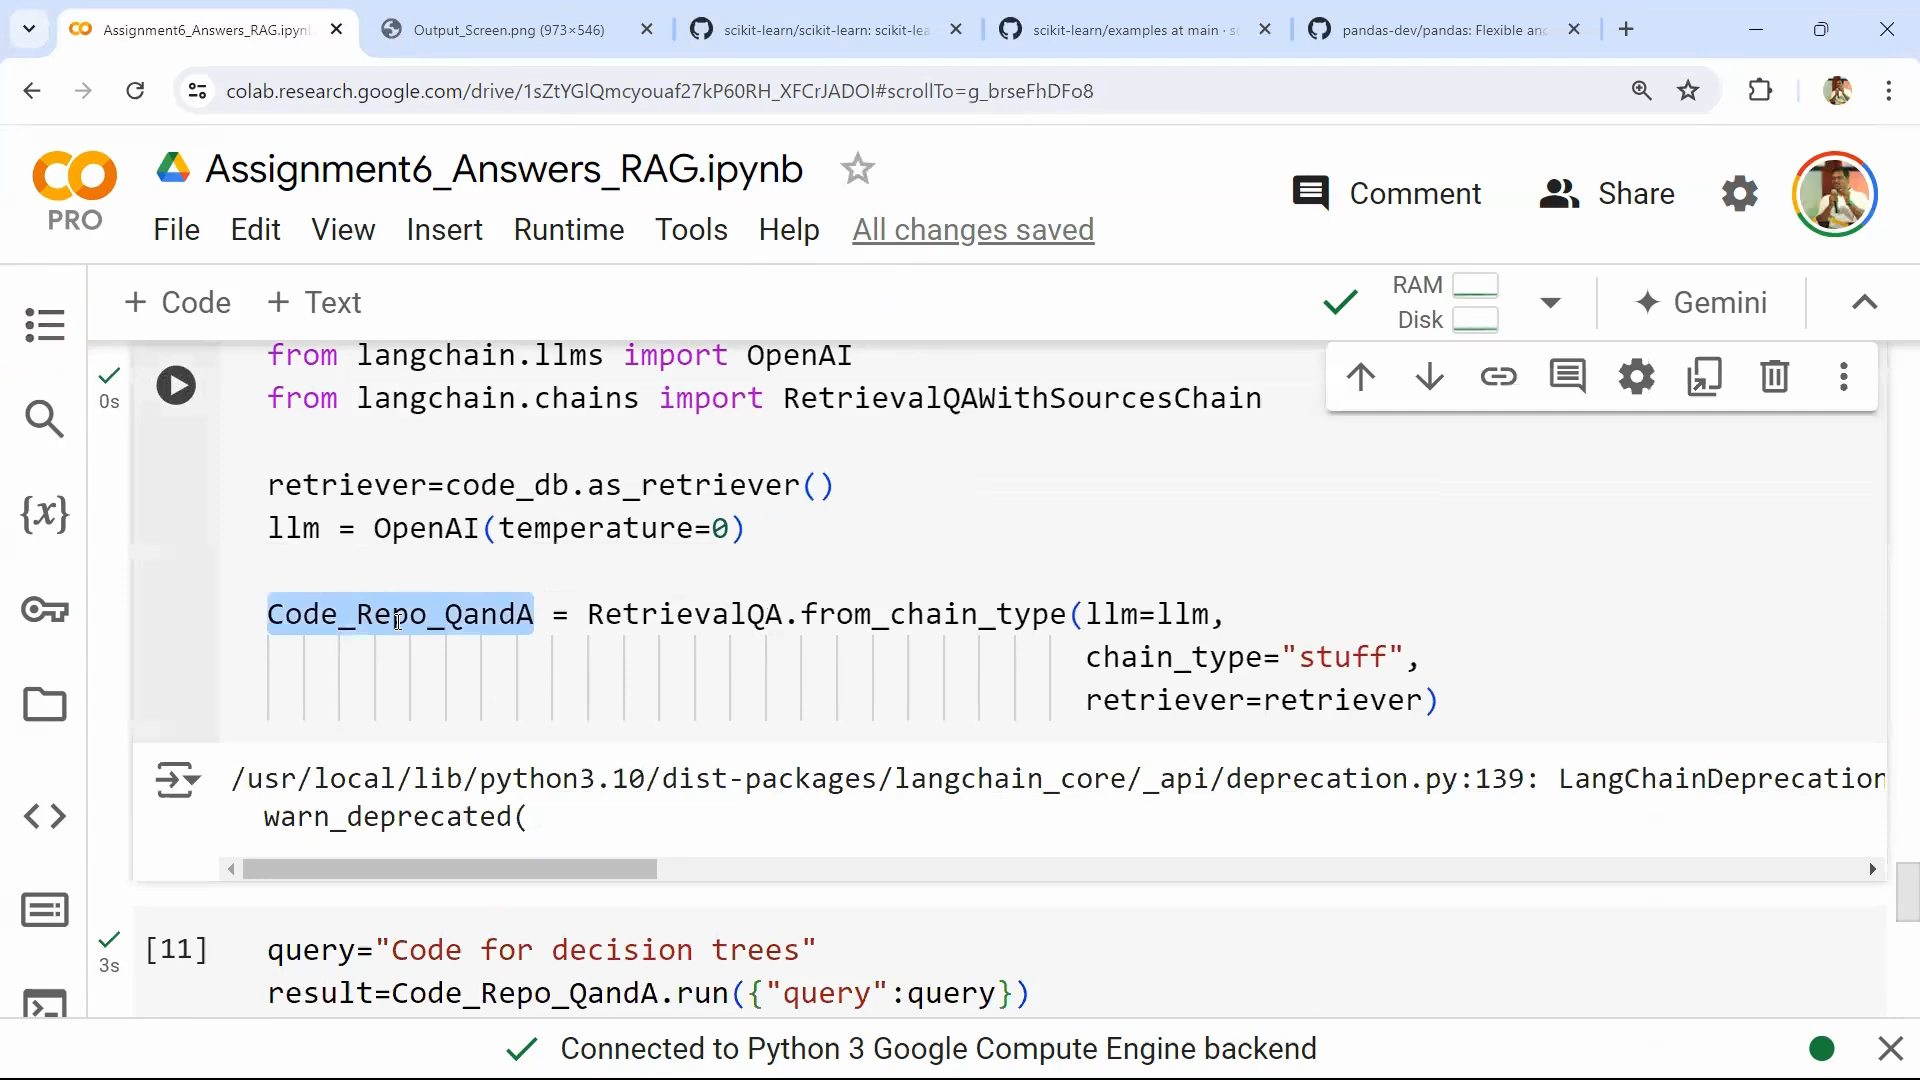 Assignment6_Answers_RAG.ipynb
Output_Screen.png (973×546)
scikit-learn/scikit-learn: scikit-lea
scikit-learn/examples at main · sc
pandas-dev/pandas: Flexible and
colab.research.google.com/drive/1sZtYGlQmcyouaf27kP60RH_XFCrJADOI#scrollTo=g_brseFhDFo8
PRO
Assignment6_Answers_RAG.ipynb
Comment
Share
File Edit View Insert Runtime Tools Help All changes saved
+ Code + Text
RAM
Disk
Gemini
from langchain.llms import OpenAI
0s
from langchain.chains import RetrievalQAWithSourcesChain
retriever=code_db.as_retriever()
llm = OpenAI(temperature=0)
{x}
Code_Repo_QandA = RetrievalQA.from_chain_type(llm=llm,
chain_type="stuff",
retriever=retriever)
/usr/local/lib/python3.10/dist-packages/langchain_core/_api/deprecation.py:139: LangChainDeprecation
warn_deprecated(
3s
[11] query="Code for decision trees"
result=Code_Repo_QandA.run({"query":query})
Connected to Python 3 Google Compute Engine backend